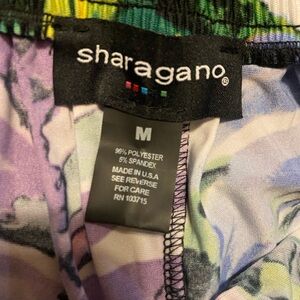 sharagano®
M
95% POLYESTER
5% SPANDEX
MADE IN U.S.A
SEE REVERSE
FOR CARE
RN 103715